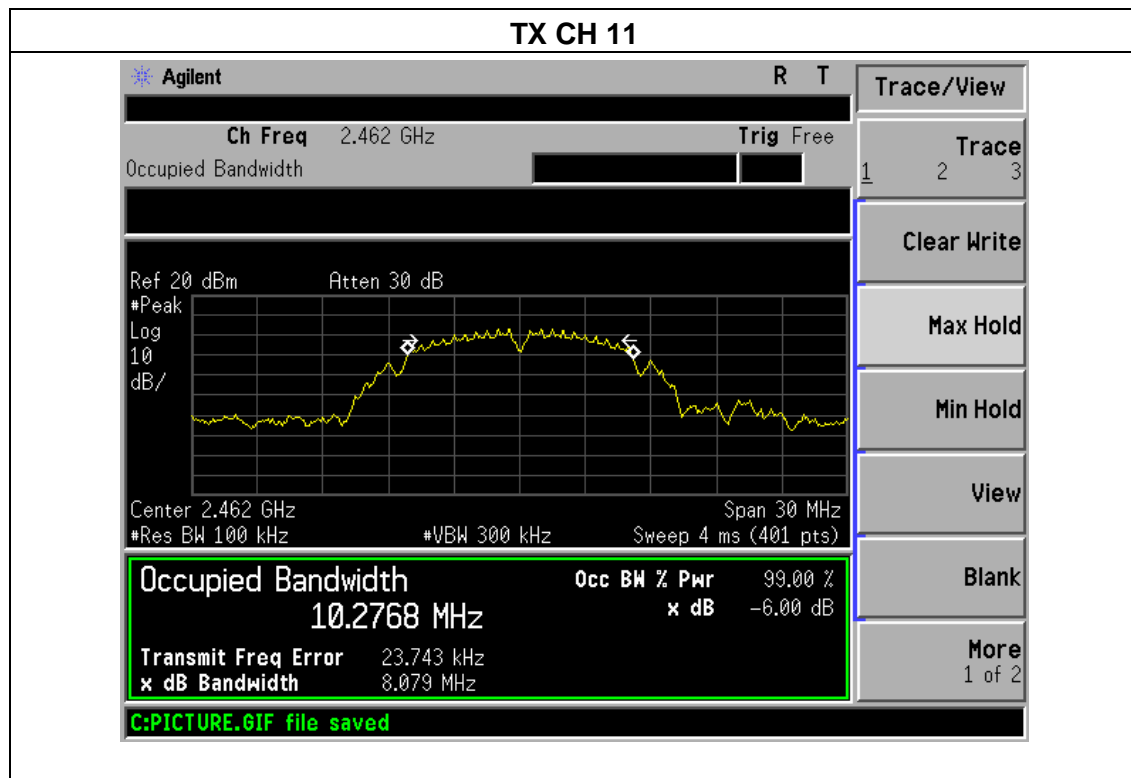 TX CH 11
Agilent R T
Ch Freq 2.462 GHz Trig Free
Occupied Bandwidth
Ref 20 dBm Atten 30 dB
#Peak
Log
10
dB/
Center 2.462 GHz Span 30 MHz
#Res BW 100 kHz #VBW 300 kHz Sweep 4 ms (401 pts)
Occupied Bandwidth Occ BW % Pwr 99.00 %
10.2768 MHz x dB -6.00 dB
Transmit Freq Error 23.743 kHz
x dB Bandwidth 8.079 MHz
C:PICTURE.GIF file saved
Trace/View
Trace
1 2 3
Clear Write
Max Hold
Min Hold
View
Blank
More
1 of 2